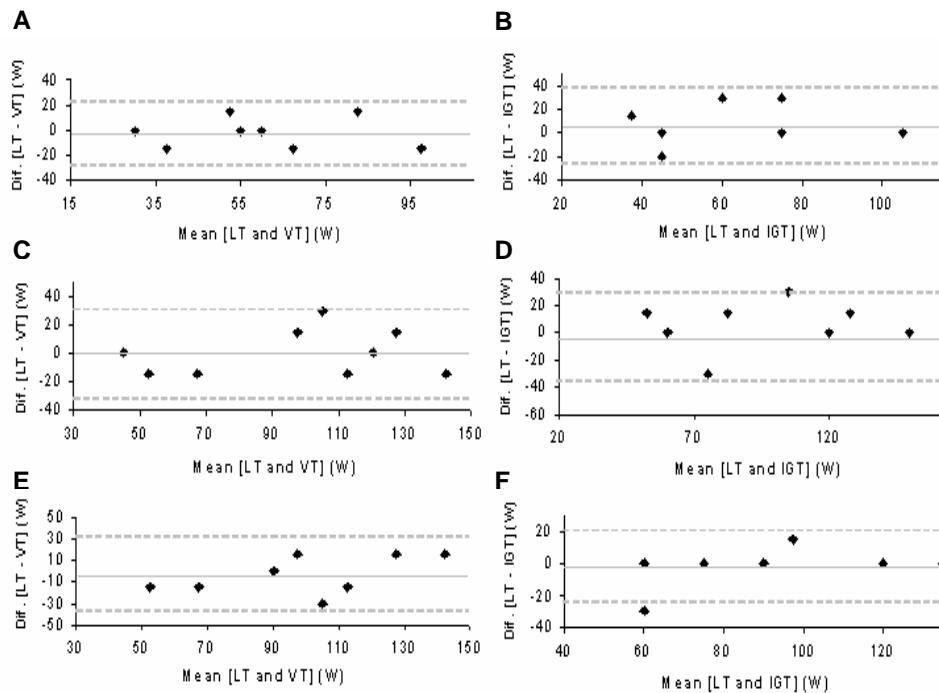 A
Dif. [LT - VT] (W)
40
20
0
-20
-40
15 35 55 75 95
Mean [LT and VT] (W)
B
Dif. [LT - IGT] (W)
40
20
0
-20
-40
20 40 60 80 100
Mean [LT and IGT] (W)
C
Dif. [LT - VT] (W)
40
20
0
-20
-40
30 50 70 90 110 130 150
Mean [LT and VT] (W)
D
Dif. [LT - IGT] (W)
40
20
0
-20
-40
-60
20 70 120
Mean [LT and IGT] (W)
E
Dif. [LT - VT] (W)
50
30
10
-10
-30
-50
30 50 70 90 110 130 150
Mean [LT and VT] (W)
F
Dif. [LT - IGT] (W)
20
0
-20
-40
40 60 80 100 120
Mean [LT and IGT] (W)